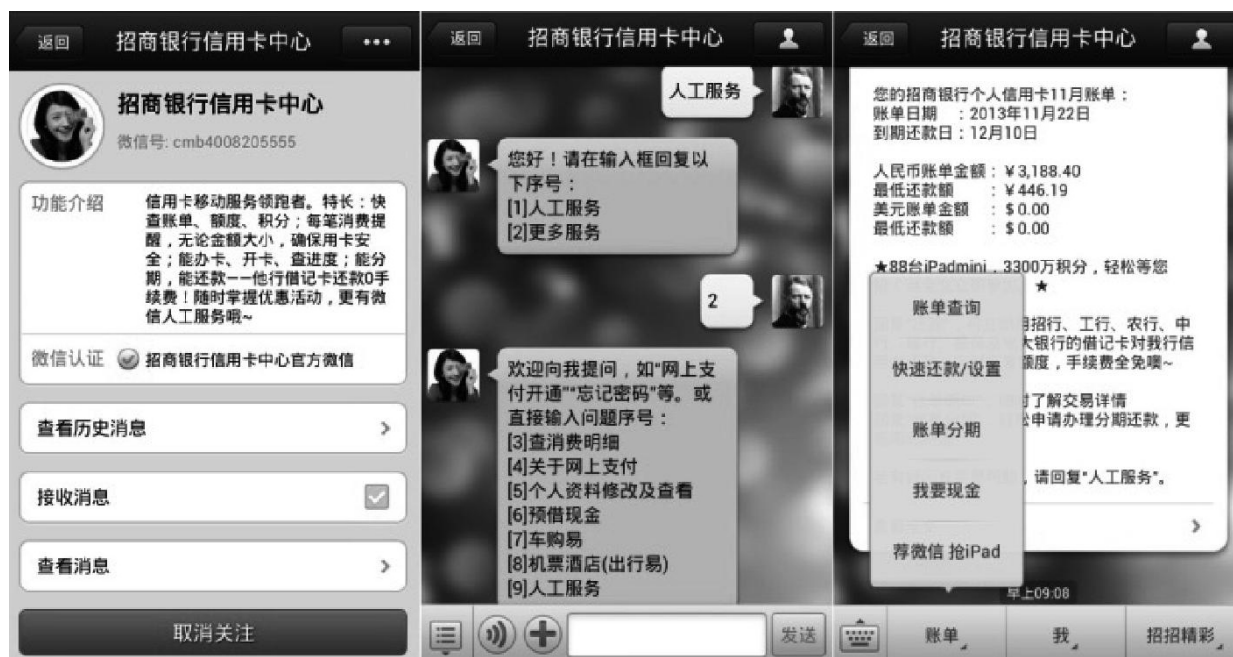 返回
招商银行信用卡中心
招商银行信用卡中心
微信号: cmb4008205555
功能介绍
信用卡移动服务领跑者。特长：快
查账单、额度、积分；每笔消费提
醒，无论金额大小，确保用卡安
全；能办卡、开卡、查进度；能分
期，能还款——他行借记卡还款0手
续费！随时掌握优惠活动，更有微
信人工服务哦~
微信认证
招商银行信用卡中心官方微信
查看历史消息
接收消息
查看消息
取消关注
返回
招商银行信用卡中心
人工服务
您好！请在输入框回复以
下序号：
[1]人工服务
[2]更多服务
2
欢迎向我提问，如“网上支
付开通”“忘记密码”等。或
直接输入问题序号：
[3]查消费明细
[4]关于网上支付
[5]个人资料修改及查看
[6]预借现金
[7]车购易
[8]机票酒店(出行易)
[9]人工服务
发送
返回
招商银行信用卡中心
您的招商银行个人信用卡11月账单：
账单日期 ：2013年11月22日
到期还款日：12月10日
人民币账单金额：¥3,188.40
最低还款额 ：¥446.19
美元账单金额 ：$0.00
最低还款额 ：$0.00
★88台iPadmini，3300万积分，轻松等您
★
用招行、工行、农行、中
大银行的借记卡对我行信
额度，手续费全免噢~
时了解交易详情
申请办理分期还款，更
，请回复“人工服务”。
账单查询
快速还款/设置
账单分期
我要现金
荐微信 抢iPad
早上09:08
账单
我
招招精彩